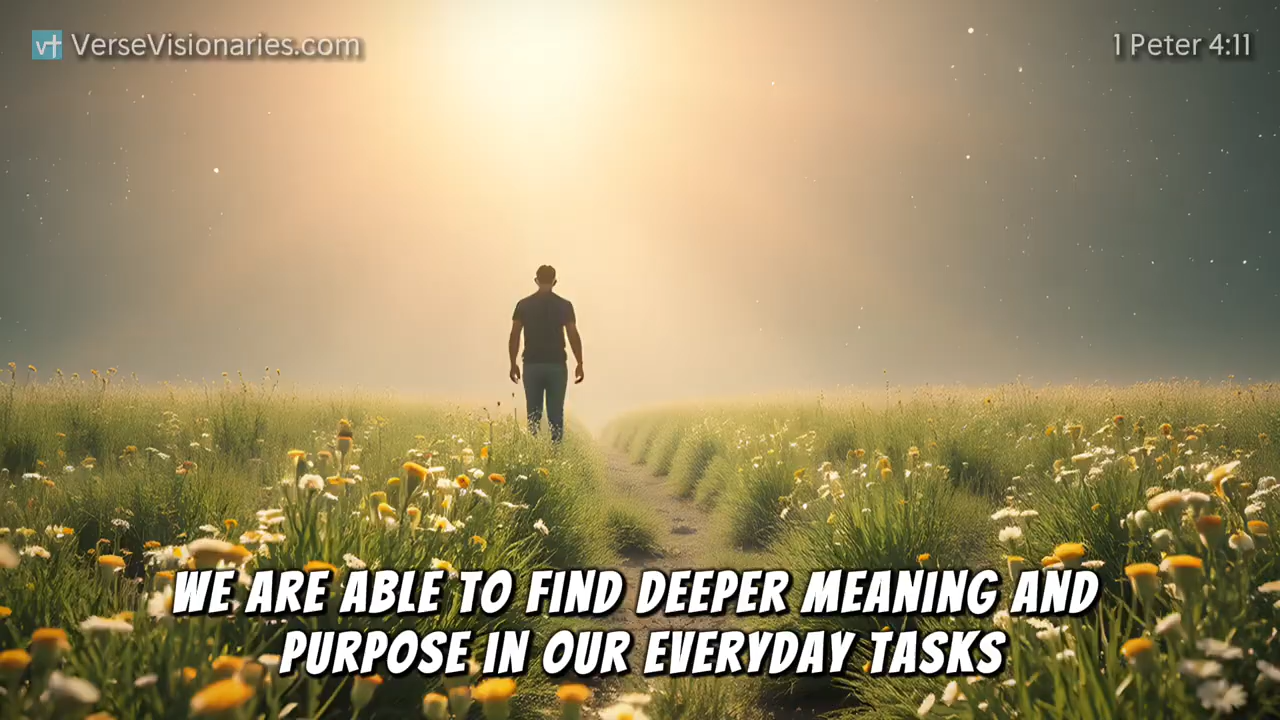 vt VerseVisionaries.com
1 Peter 4:11
WE ARE ABLE TO FIND DEEPER MEANING AND
PURPOSE IN OUR EVERYDAY TASKS